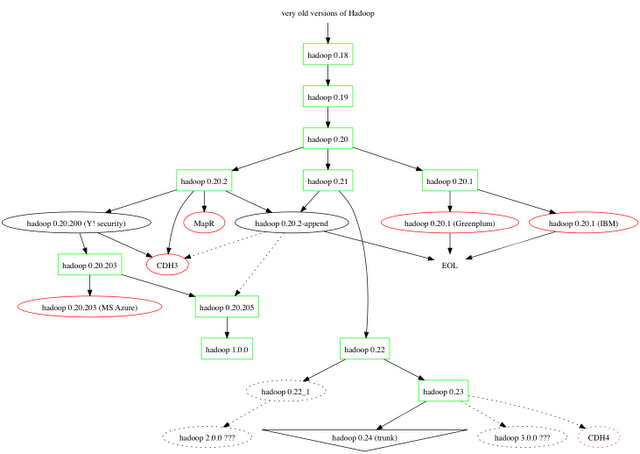 very old versions of Hadoop
hadoop 0.18
hadoop 0.19
hadoop 0.20
hadoop 0.20.2
hadoop 0.21
hadoop 0.20.1
hadoop 0.20.200 (Y! security)
MapR
hadoop 0.20.2-append
hadoop 0.20.1 (Greenplum)
hadoop 0.20.1 (IBM)
hadoop 0.20.203
CDH3
EOL
hadoop 0.20.203 (MS Azure)
hadoop 0.20.205
hadoop 1.0.0
hadoop 0.22
hadoop 0.22_1
hadoop 0.23
hadoop 2.0.0 ???
hadoop 0.24 (trunk)
hadoop 3.0.0 ???
CDH4